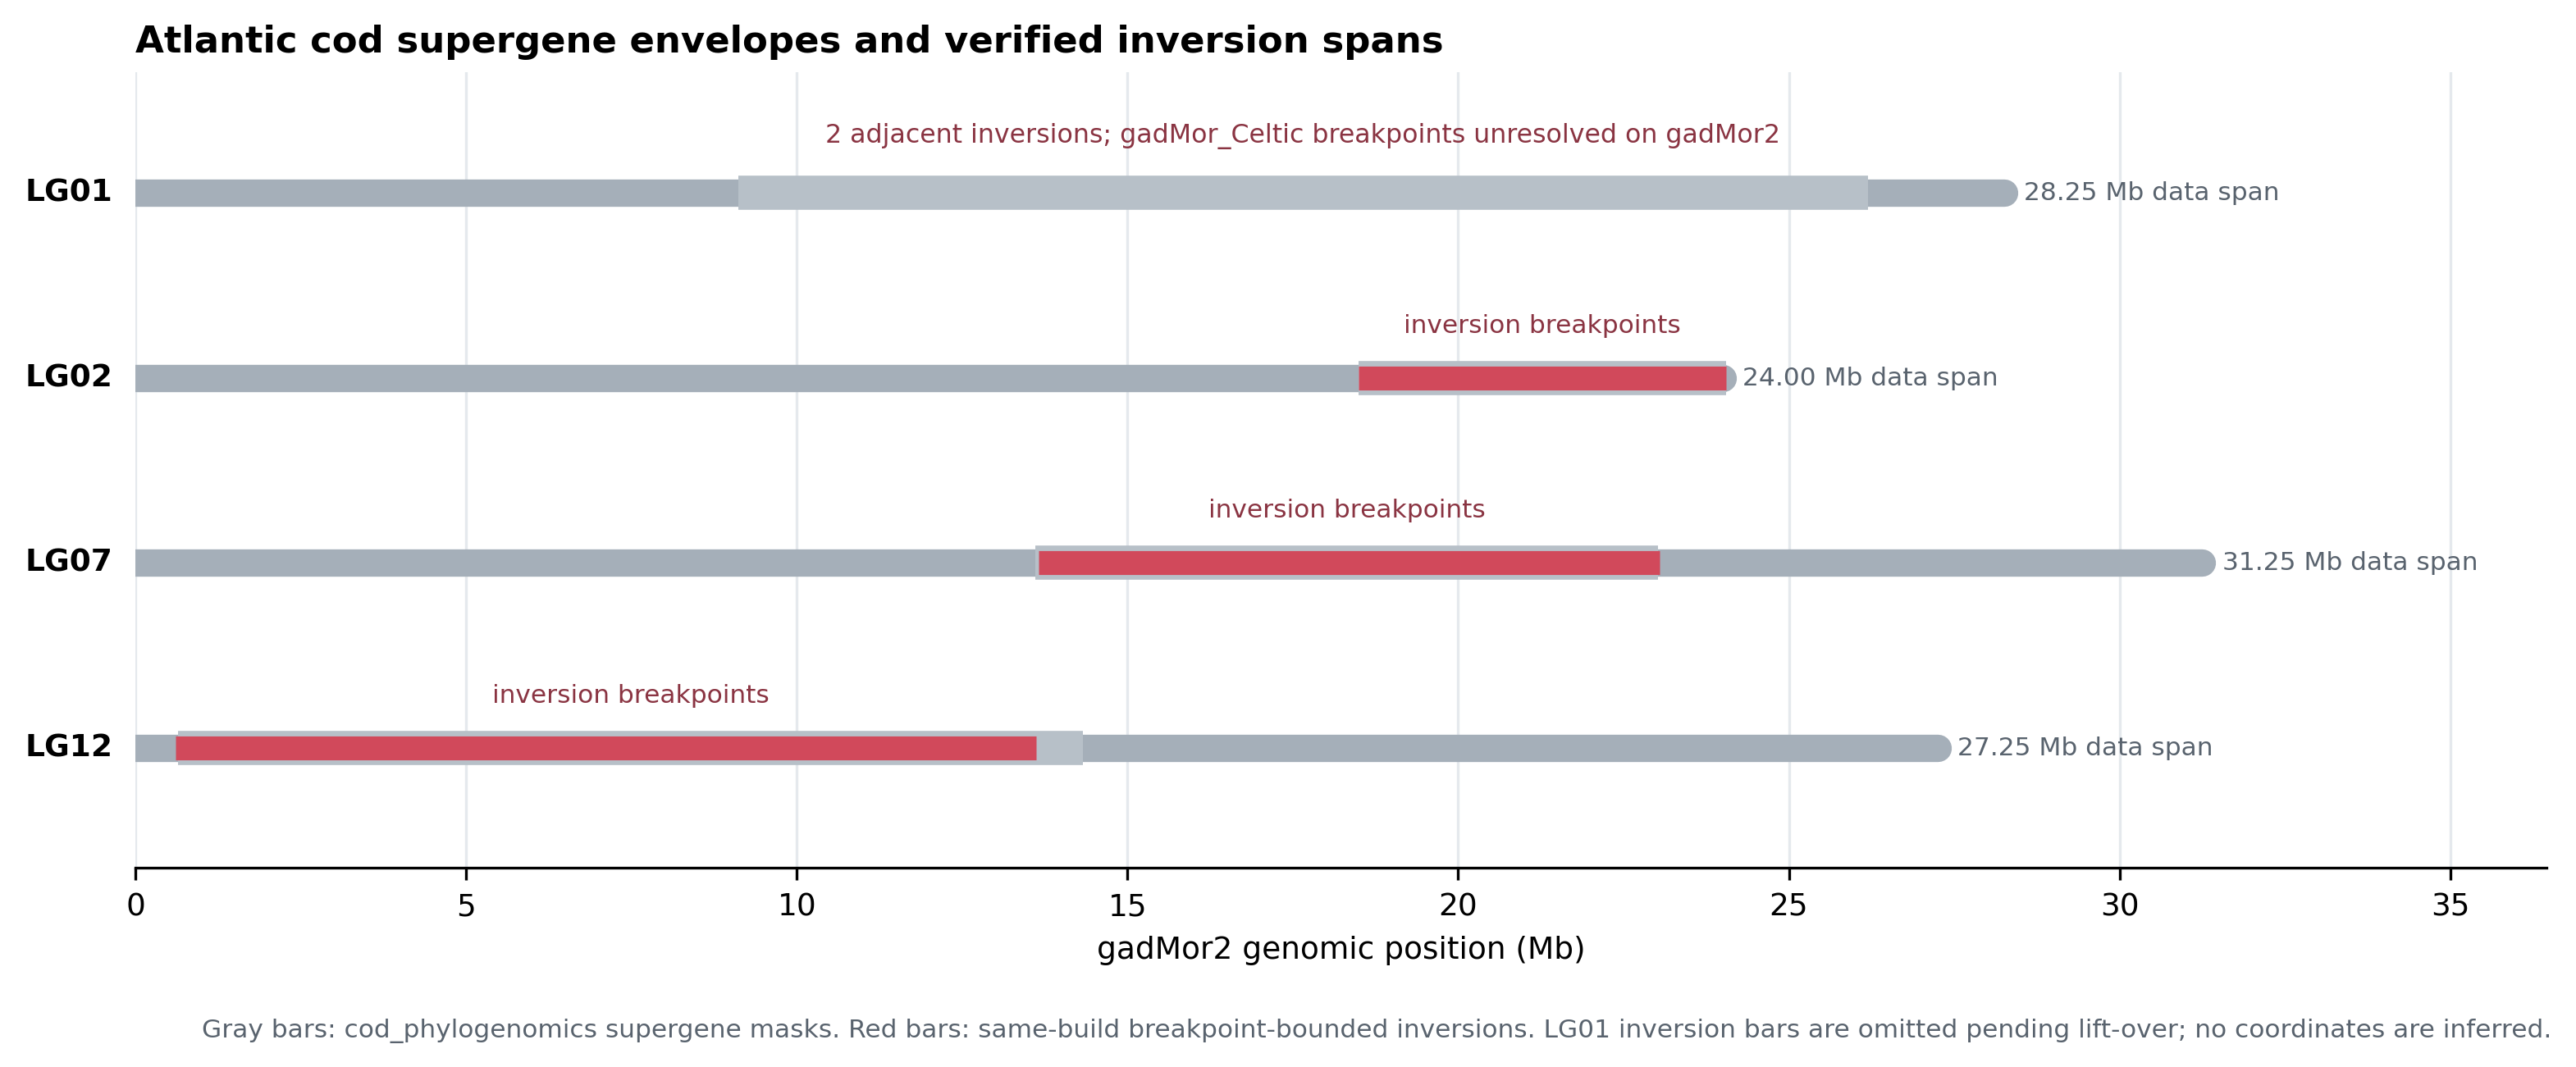 Atlantic cod supergene envelopes and verified inversion spans
2 adjacent inversions; gadMor_Celtic breakpoints unresolved on gadMor2
LG01
28.25 Mb data span
inversion breakpoints
LG02
24.00 Mb data span
inversion breakpoints
LG07
31.25 Mb data span
inversion breakpoints
LG12
27.25 Mb data span
0 5 10 15 20 25 30 35
gadMor2 genomic position (Mb)
Gray bars: cod_phylogenomics supergene masks. Red bars: same-build breakpoint-bounded inversions. LG01 inversion bars are omitted pending lift-over; no coordinates are inferred.